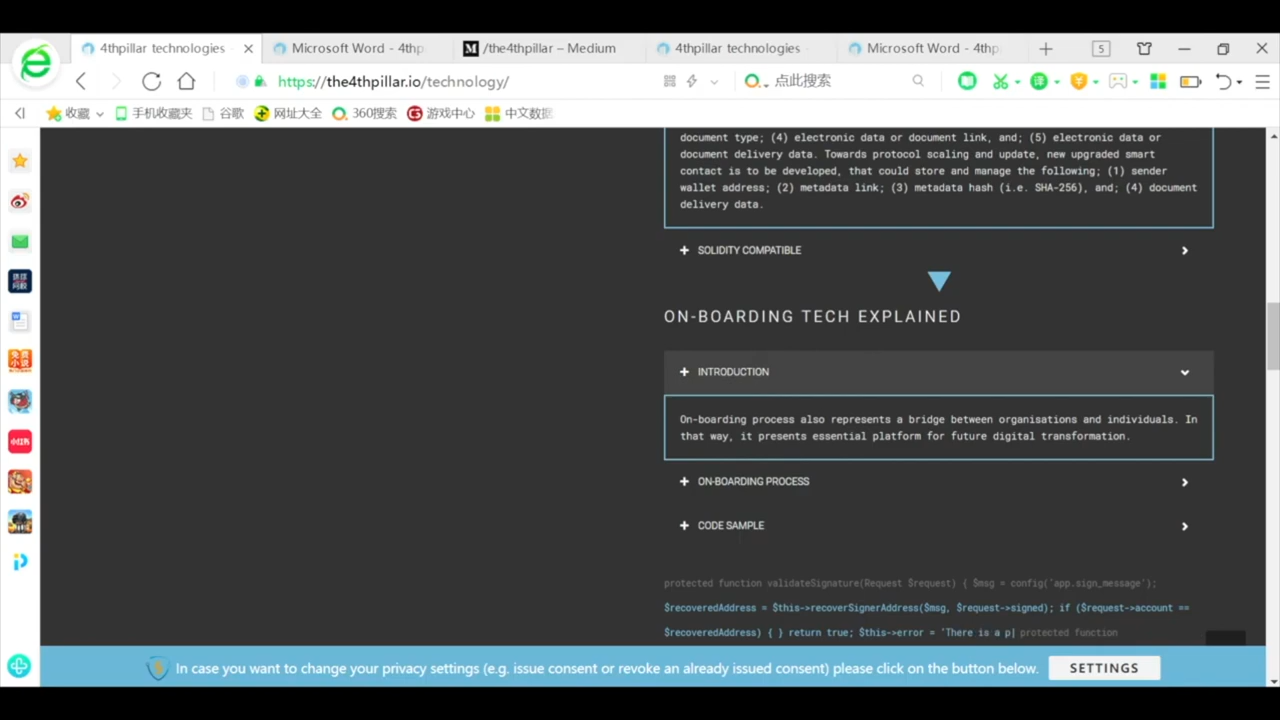 4thpillar technologies
Microsoft Word - 4thp
/the4thpillar – Medium
4thpillar technologies
Microsoft Word - 4thp
5
https://the4thpillar.io/technology/
点此搜索
收藏
手机收藏夹
谷歌
网址大全
360搜索
游戏中心
中文数据
document type; (4) electronic data or document link, and; (5) electronic data or
document delivery data. Towards protocol scaling and update, new upgraded smart
contact is to be developed, that could store and manage the following; (1) sender
wallet address; (2) metadata link; (3) metadata hash (i.e. SHA-256), and; (4) document
delivery data.
+ SOLIDITY COMPATIBLE
ON-BOARDING TECH EXPLAINED
+ INTRODUCTION
On-boarding process also represents a bridge between organisations and individuals. In
that way, it presents essential platform for future digital transformation.
+ ON-BOARDING PROCESS
+ CODE SAMPLE
protected function validateSignature(Request $request) { $msg = config('app.sign_message');
$recoveredAddress = $this->recoverSignerAddress($msg, $request->signed); if ($request->account ==
$recoveredAddress) { } return true; $this->error = 'There is a p| protected function
In case you want to change your privacy settings (e.g. issue consent or revoke an already issued consent) please click on the button below.
SETTINGS